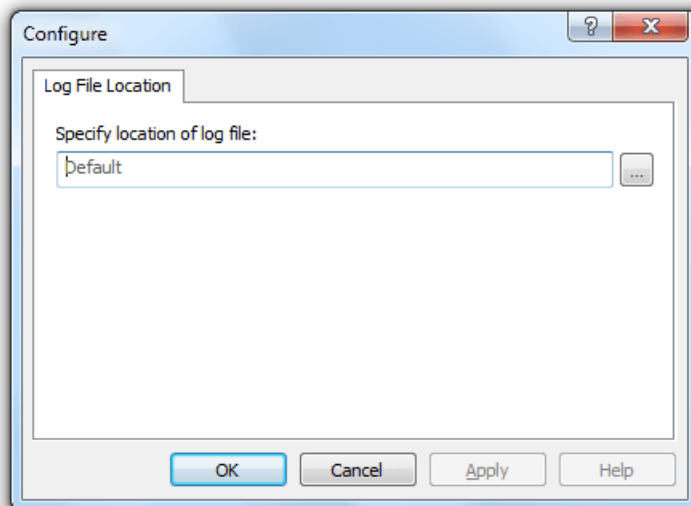 Configure
?
X
Log File Location
Specify location of log file:
Default
...
OK
Cancel
Apply
Help